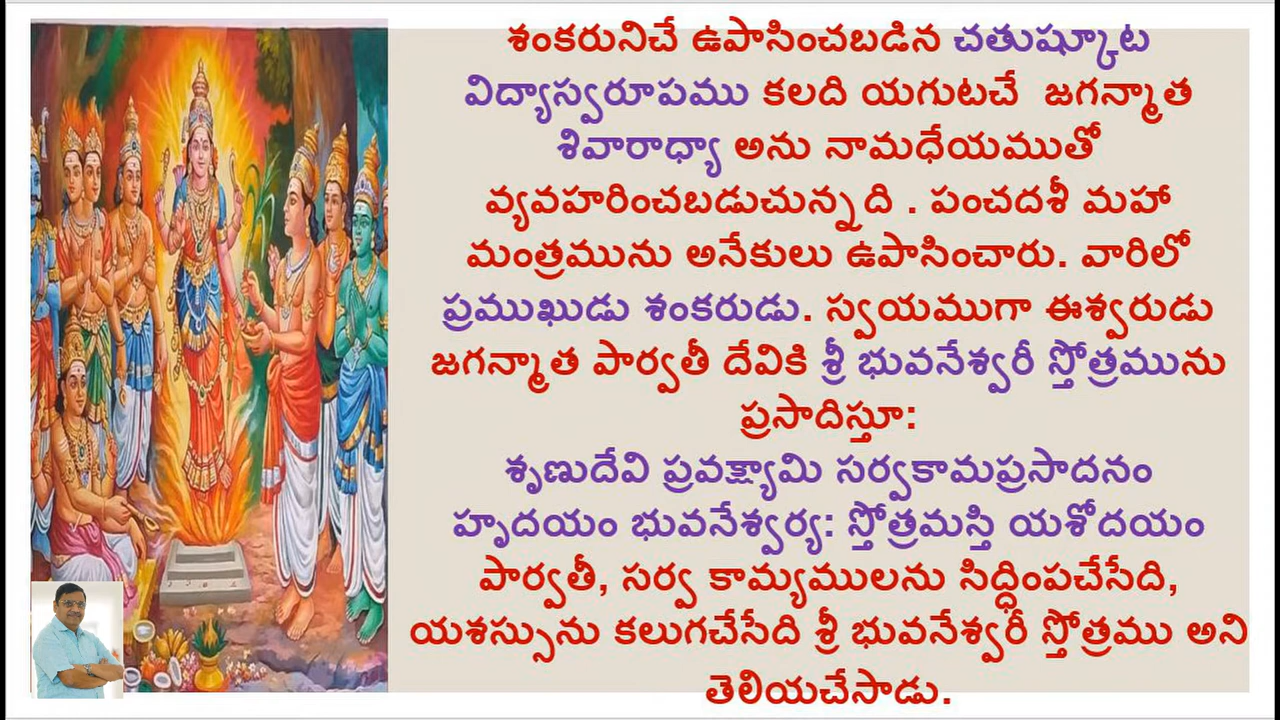 శంకరునిచే ఉపాసించబడిన చతుష్కూట
విద్యాస్వరూపము కలది యగుటచే జగన్మాత
శివారాధ్యా అను నామధేయముతో
వ్యవహరించబడుచున్నది . పంచదశీ మహా
మంత్రమును అనేకులు ఉపాసించారు. వారిలో
ప్రముఖుడు శంకరుడు. స్వయముగా ఈశ్వరుడు
జగన్మాత పార్వతీ దేవికి శ్రీ భువనేశ్వరీ స్తోత్రమును
ప్రసాదిస్తూ:
శృణుదేవి ప్రవక్ష్యామి సర్వకామప్రసాదనం
హృదయం భువనేశ్వర్య: స్తోత్రమస్తి యశోదయం
పార్వతీ, సర్వ కామ్యములను సిద్ధింపచేసేది,
యశస్సును కలుగచేసేది శ్రీ భువనేశ్వరీ స్తోత్రము అని
తెలియచేసాడు.